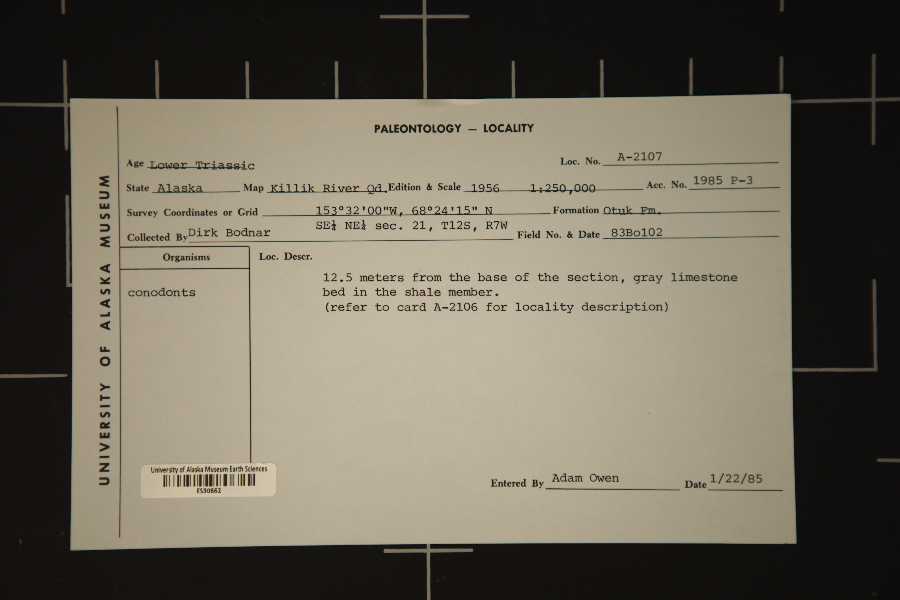 PALEONTOLOGY — LOCALITY
Age Lower Triassic Loc. No. A-2107
State Alaska Map Killik River Qd. Edition & Scale 1956 1:250,000 Acc. No. 1985 P-3
Survey Coordinates or Grid 153°32'00"W, 68°24'15" N Formation Otuk Fm.
SE¼ NE¼ sec. 21, T12S, R7W
Collected By Dirk Bodnar Field No. & Date 83Bo102
Organisms Loc. Descr.
12.5 meters from the base of the section, gray limestone
conodonts bed in the shale member.
(refer to card A-2106 for locality description)
University of Alaska Museum Earth Sciences
ES30662
Entered By Adam Owen Date 1/22/85
UNIVERSITY OF ALASKA MUSEUM